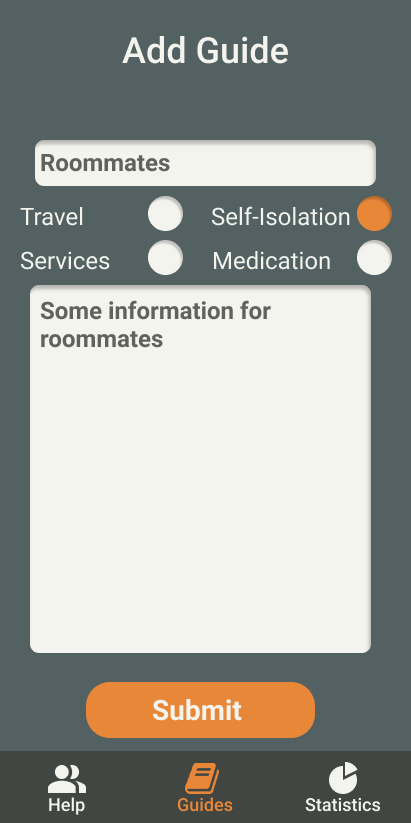 Add Guide
Roommates
Travel
Self-Isolation
Services
Medication
Some information for
roommates
Submit
Help
Guides
Statistics